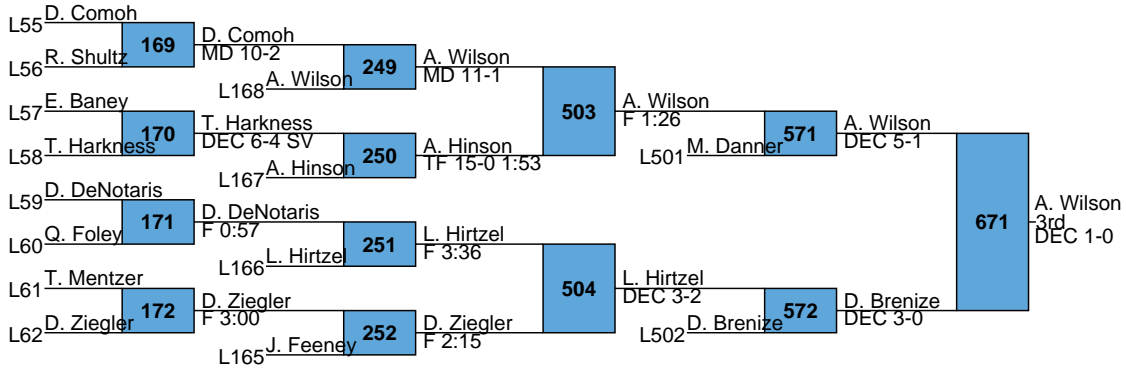 L55 D. Comoh
169
D. Comoh
MD 10-2
L56 R. Shultz
249
A. Wilson
MD 11-1
L168 A. Wilson
L57 E. Baney
170
T. Harkness
DEC 6-4 SV
L58 T. Harkness
250
A. Hinson
TF 15-0 1:53
L167 A. Hinson
503
A. Wilson
F 1:26
571
A. Wilson
DEC 5-1
L501 M. Danner
L59 D. DeNotaris
171
D. DeNotaris
F 0:57
L60 Q. Foley
251
L. Hirtzel
F 3:36
L166 L. Hirtzel
671
A. Wilson
3rd
DEC 1-0
L61 T. Mentzer
172
D. Ziegler
F 3:00
L62 D. Ziegler
252
D. Ziegler
F 2:15
L165 J. Feeney
504
L. Hirtzel
DEC 3-2
572
D. Brenize
DEC 3-0
L502 D. Brenize